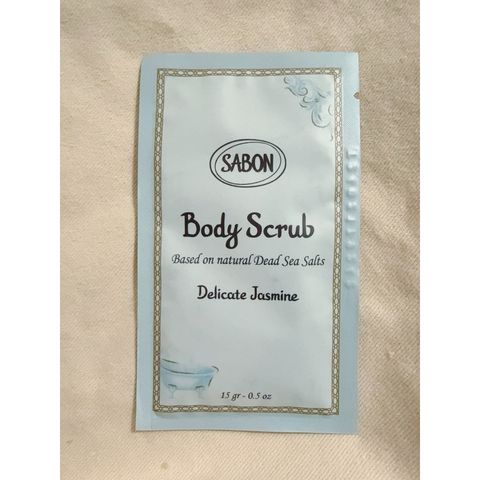 SABON
Body Scrub
Based on natural Dead Sea Salts
Delicate Jasmine
15 gr - 0.5 oz